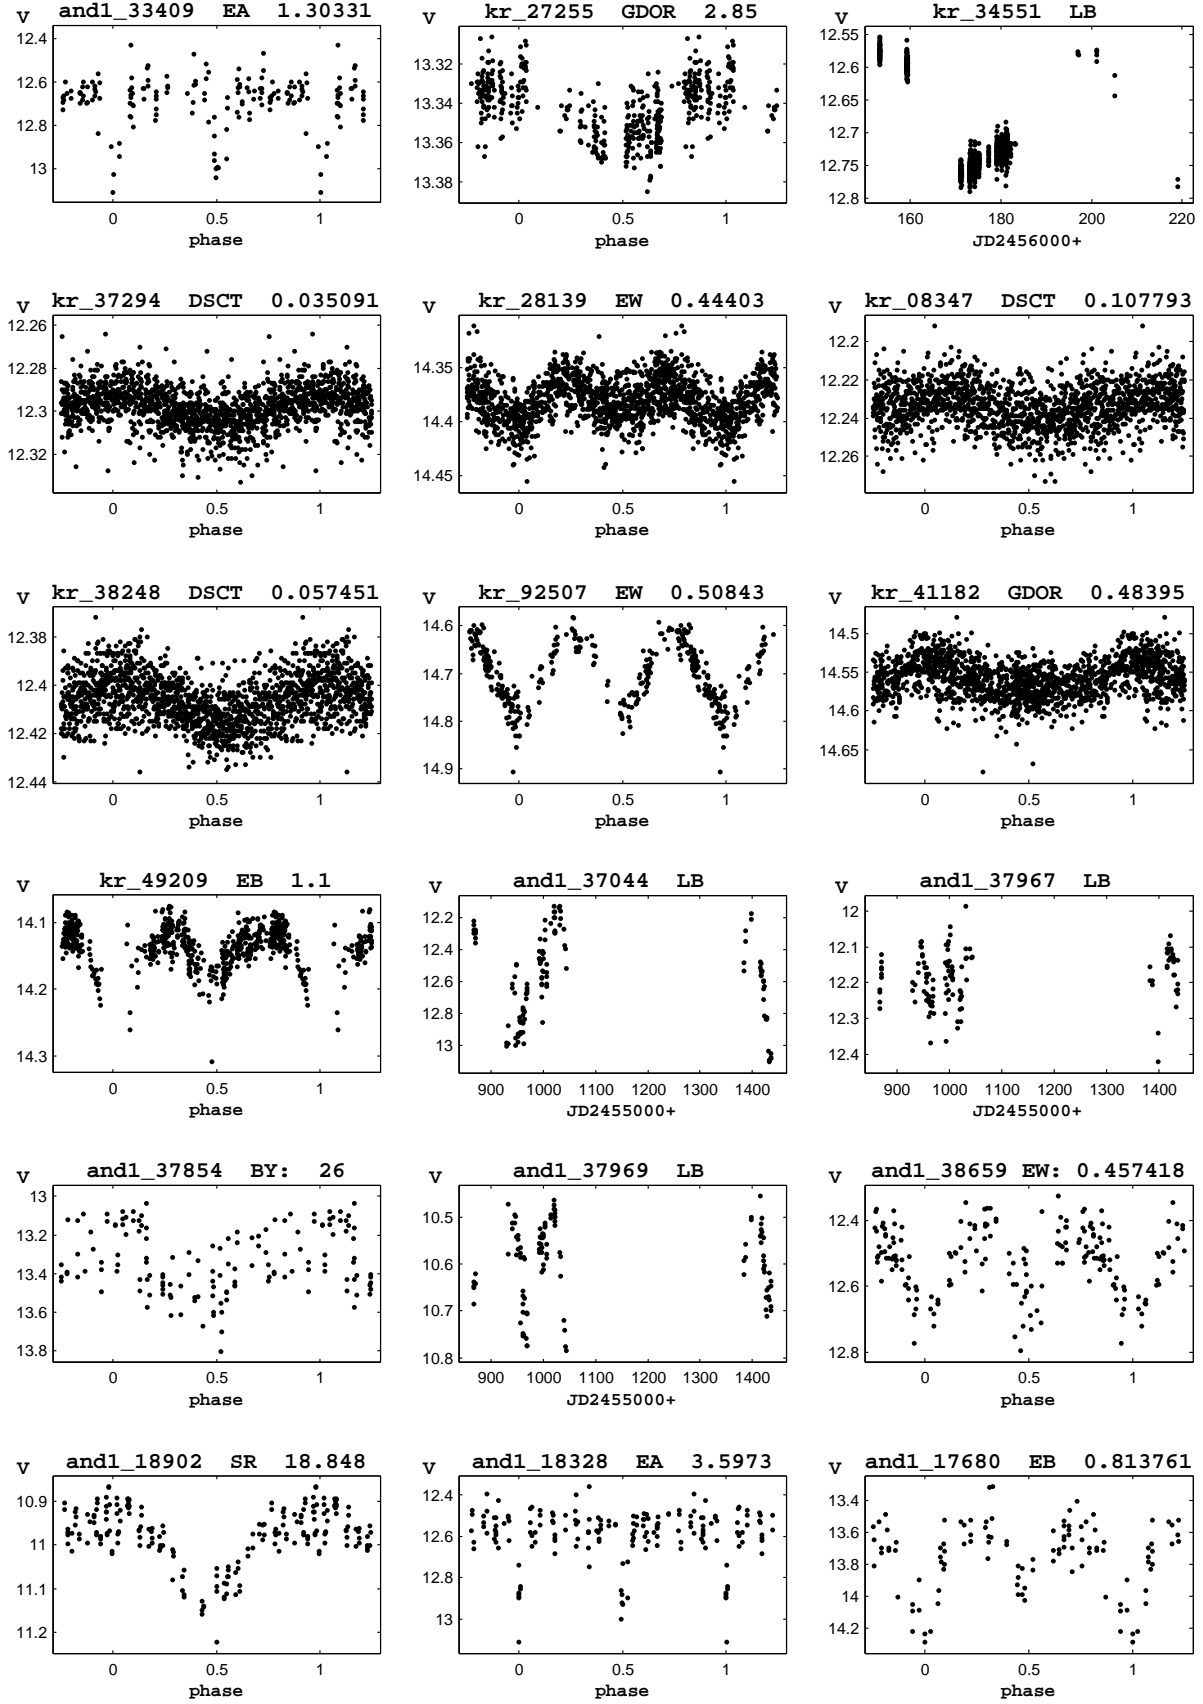 V and1_33409 EA 1.30331
12.4
12.6
12.8
13
0 0.5 1
phase
V kr_27255 GDOR 2.85
13.32
13.34
13.36
13.38
0 0.5 1
phase
V kr_34551 LB
12.55
12.6
12.65
12.7
12.75
12.8
160 180 200 220
JD2456000+
V kr_37294 DSCT 0.035091
12.26
12.28
12.3
12.32
0 0.5 1
phase
V kr_28139 EW 0.44403
14.35
14.4
14.45
0 0.5 1
phase
V kr_08347 DSCT 0.107793
12.2
12.22
12.24
12.26
0 0.5 1
phase
V kr_38248 DSCT 0.057451
12.38
12.4
12.42
12.44
0 0.5 1
phase
V kr_92507 EW 0.50843
14.6
14.7
14.8
14.9
0 0.5 1
phase
V kr_41182 GDOR 0.48395
14.5
14.55
14.6
14.65
0 0.5 1
phase
V kr_49209 EB 1.1
14.1
14.2
14.3
0 0.5 1
phase
V and1_37044 LB
12.2
12.4
12.6
12.8
13
900 1000 1100 1200 1300 1400
JD2455000+
V and1_37967 LB
12
12.1
12.2
12.3
12.4
900 1000 1100 1200 1300 1400
JD2455000+
V and1_37854 BY: 26
13
13.2
13.4
13.6
13.8
0 0.5 1
phase
V and1_37969 LB
10.5
10.6
10.7
10.8
900 1000 1100 1200 1300 1400
JD2455000+
V and1_38659 EW: 0.457418
12.4
12.6
12.8
0 0.5 1
phase
V and1_18902 SR 18.848
10.9
11
11.1
11.2
0 0.5 1
phase
V and1_18328 EA 3.5973
12.4
12.6
12.8
13
0 0.5 1
phase
V and1_17680 EB 0.813761
13.4
13.6
13.8
14
14.2
0 0.5 1
phase